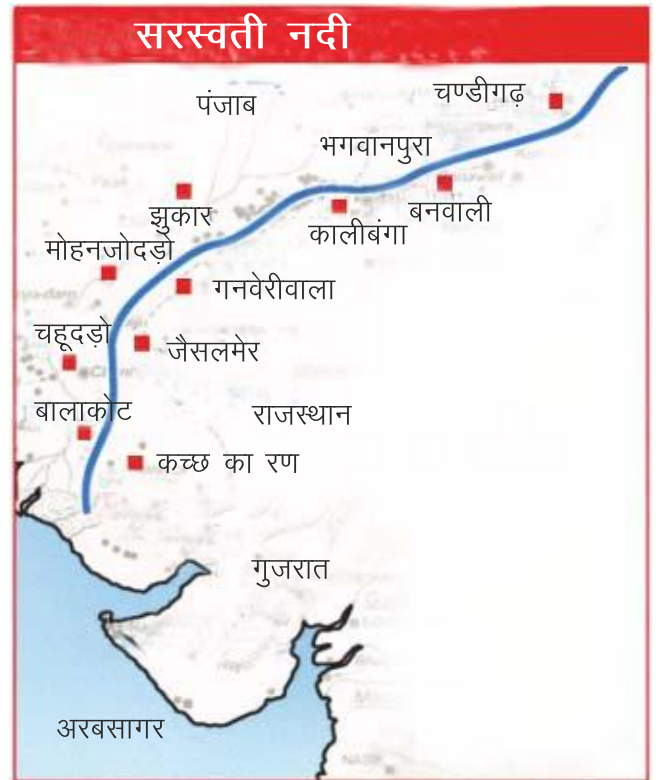 सरस्वती नदी
चण्डीगढ़
पंजाब
भगवानपुरा
बनवाली
झुकार
कालीबंगा
मोहनजोदड़ो
गनवेरीवाला
चहूदड़ो
जैसलमेर
बालाकोट
राजस्थान
कच्छ का रण
गुजरात
अरबसागर